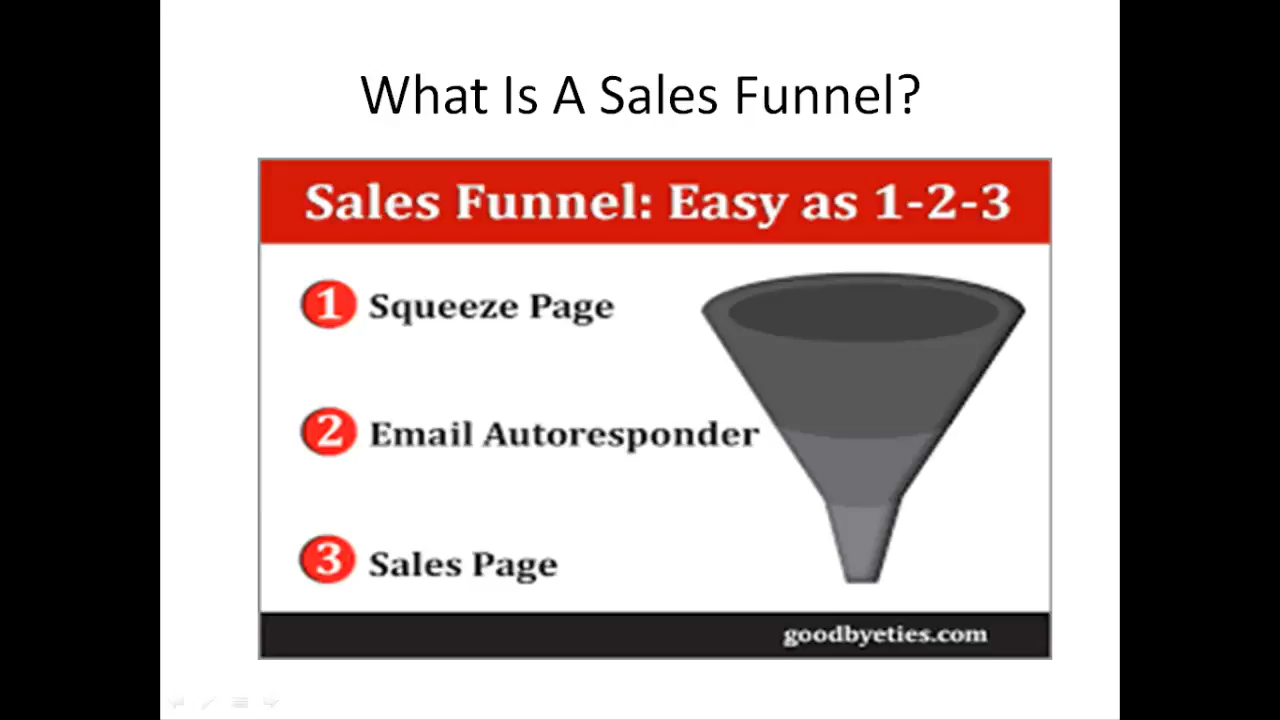 What Is A Sales Funnel?
Sales Funnel: Easy as 1-2-3
1 Squeeze Page
2 Email Autoresponder
3 Sales Page
goodbyeties.com